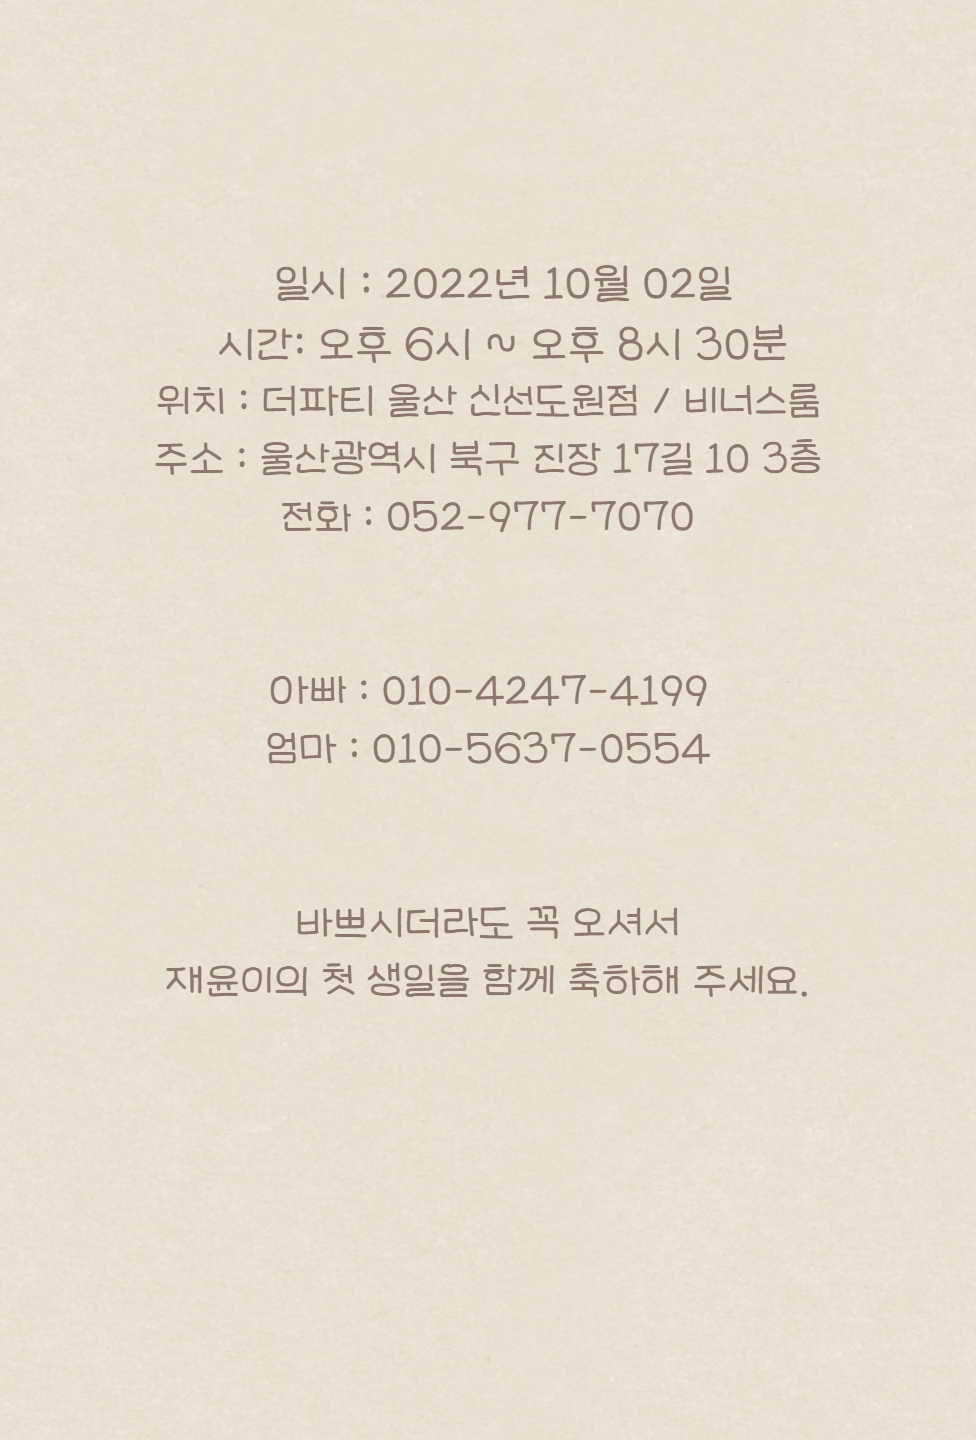 일시 : 2022년 10월 02일
시간: 오후 6시 ~ 오후 8시 30분
위치 : 더파티 울산 신선도원점 / 비너스룸
주소 : 울산광역시 북구 진장 17길 10 3층
전화 : 052-977-7070
아빠 : 010-4247-4199
엄마 : 010-5637-0554
바쁘시더라도 꼭 오셔서
재윤이의 첫 생일을 함께 축하해 주세요.